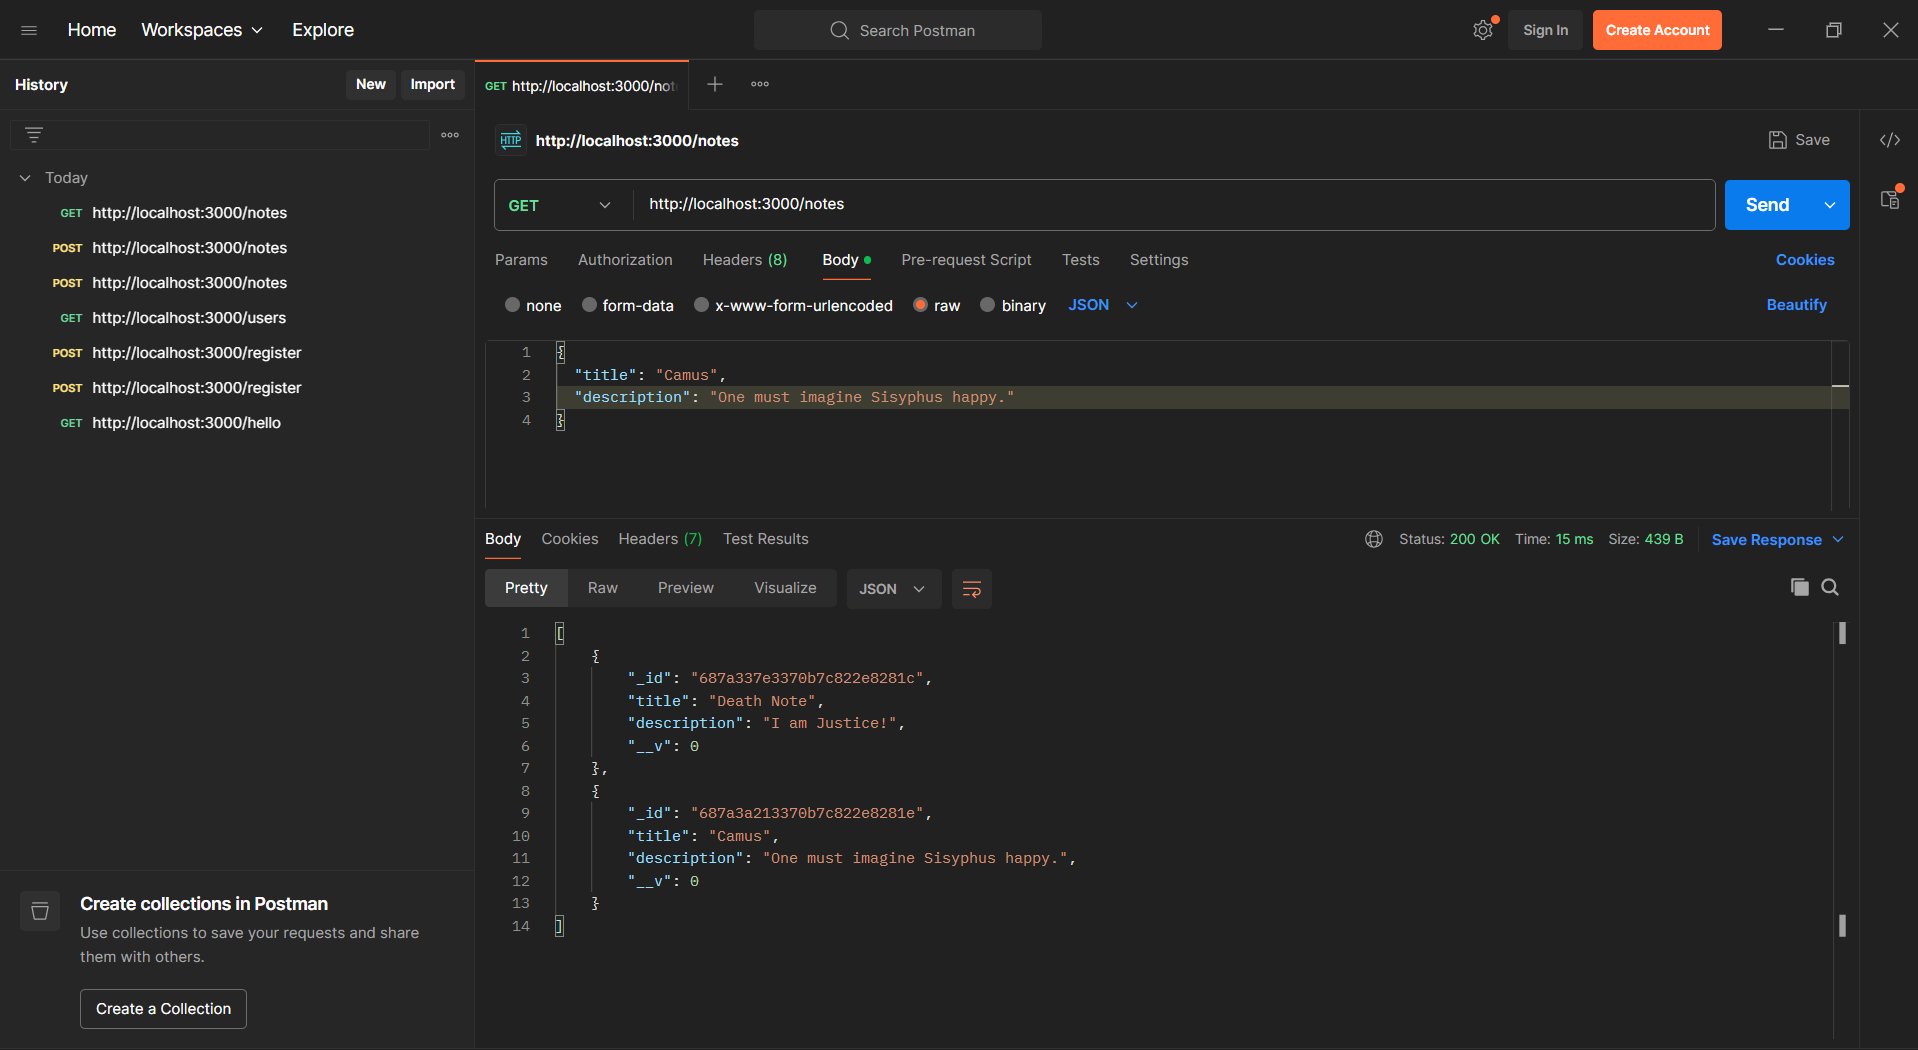 Home Workspaces Explore Search Postman Sign In Create Account
History New Import
GET http://localhost:3000/not
HTTP http://localhost:3000/notes Save
Today
GET http://localhost:3000/notes
POST http://localhost:3000/notes
POST http://localhost:3000/notes
GET http://localhost:3000/users
POST http://localhost:3000/register
POST http://localhost:3000/register
GET http://localhost:3000/hello
Create collections in Postman
Use collections to save your requests and share
them with others.
Create a Collection
GET http://localhost:3000/notes Send
Params Authorization Headers (8) Body Pre-request Script Tests Settings Cookies
none form-data x-www-form-urlencoded raw binary JSON Beautify
1 {
2 "title": "Camus",
3 "description": "One must imagine Sisyphus happy."
4 }
Body Cookies Headers (7) Test Results Status: 200 OK Time: 15 ms Size: 439 B Save Response
Pretty Raw Preview Visualize JSON
1 [
2 {
3 "_id": "687a337e3370b7c822e8281c",
4 "title": "Death Note",
5 "description": "I am Justice!",
6 "__v": 0
7 },
8 {
9 "_id": "687a3a213370b7c822e8281e",
10 "title": "Camus",
11 "description": "One must imagine Sisyphus happy.",
12 "__v": 0
13 }
14 ]